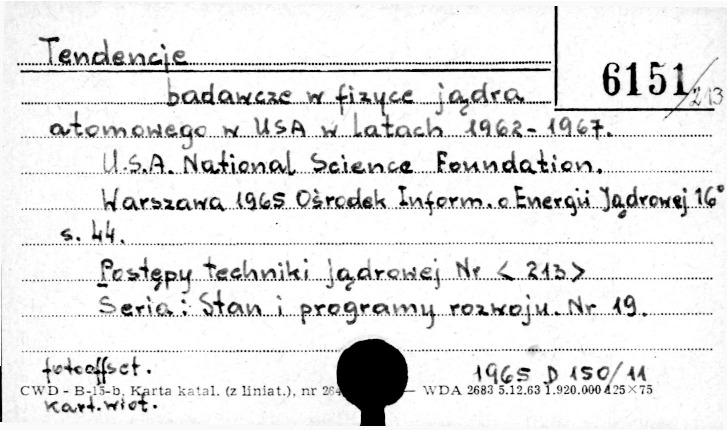 Tendencje
6151/213
badawcze w fizyce jądra
atomowego w USA w latach 1962-1967.
U.S.A. National Science Foundation.
Warszawa 1965 Ośrodek Inform. o Energii Jądrowej 16°
s. 44.
Postępy techniki jądrowej Nr < 213 >
Seria: Stan i programy rozwoju. Nr 19.
fotooffset.
1965 D 150/11
CWD - B-15-b, Karta katal. (z liniat.), nr — WDA 2683 5.12.63 1.920.000 125×75
kart.